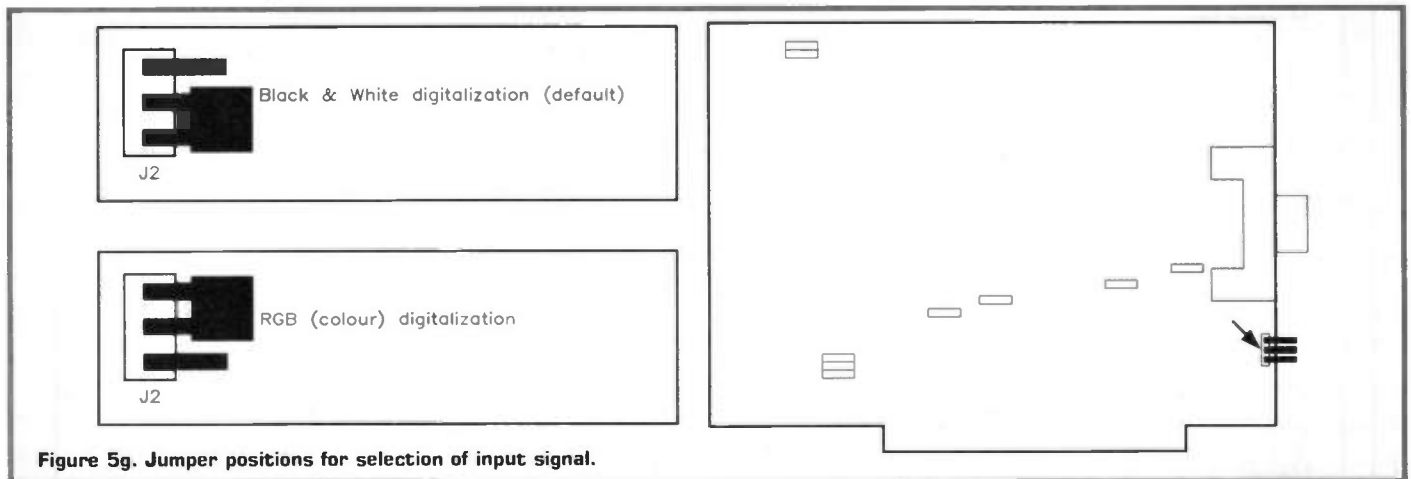 Black & White digitalization (default)
J2
RGB (colour) digitalization
J2
Figure 5g. Jumper positions for selection of input signal.